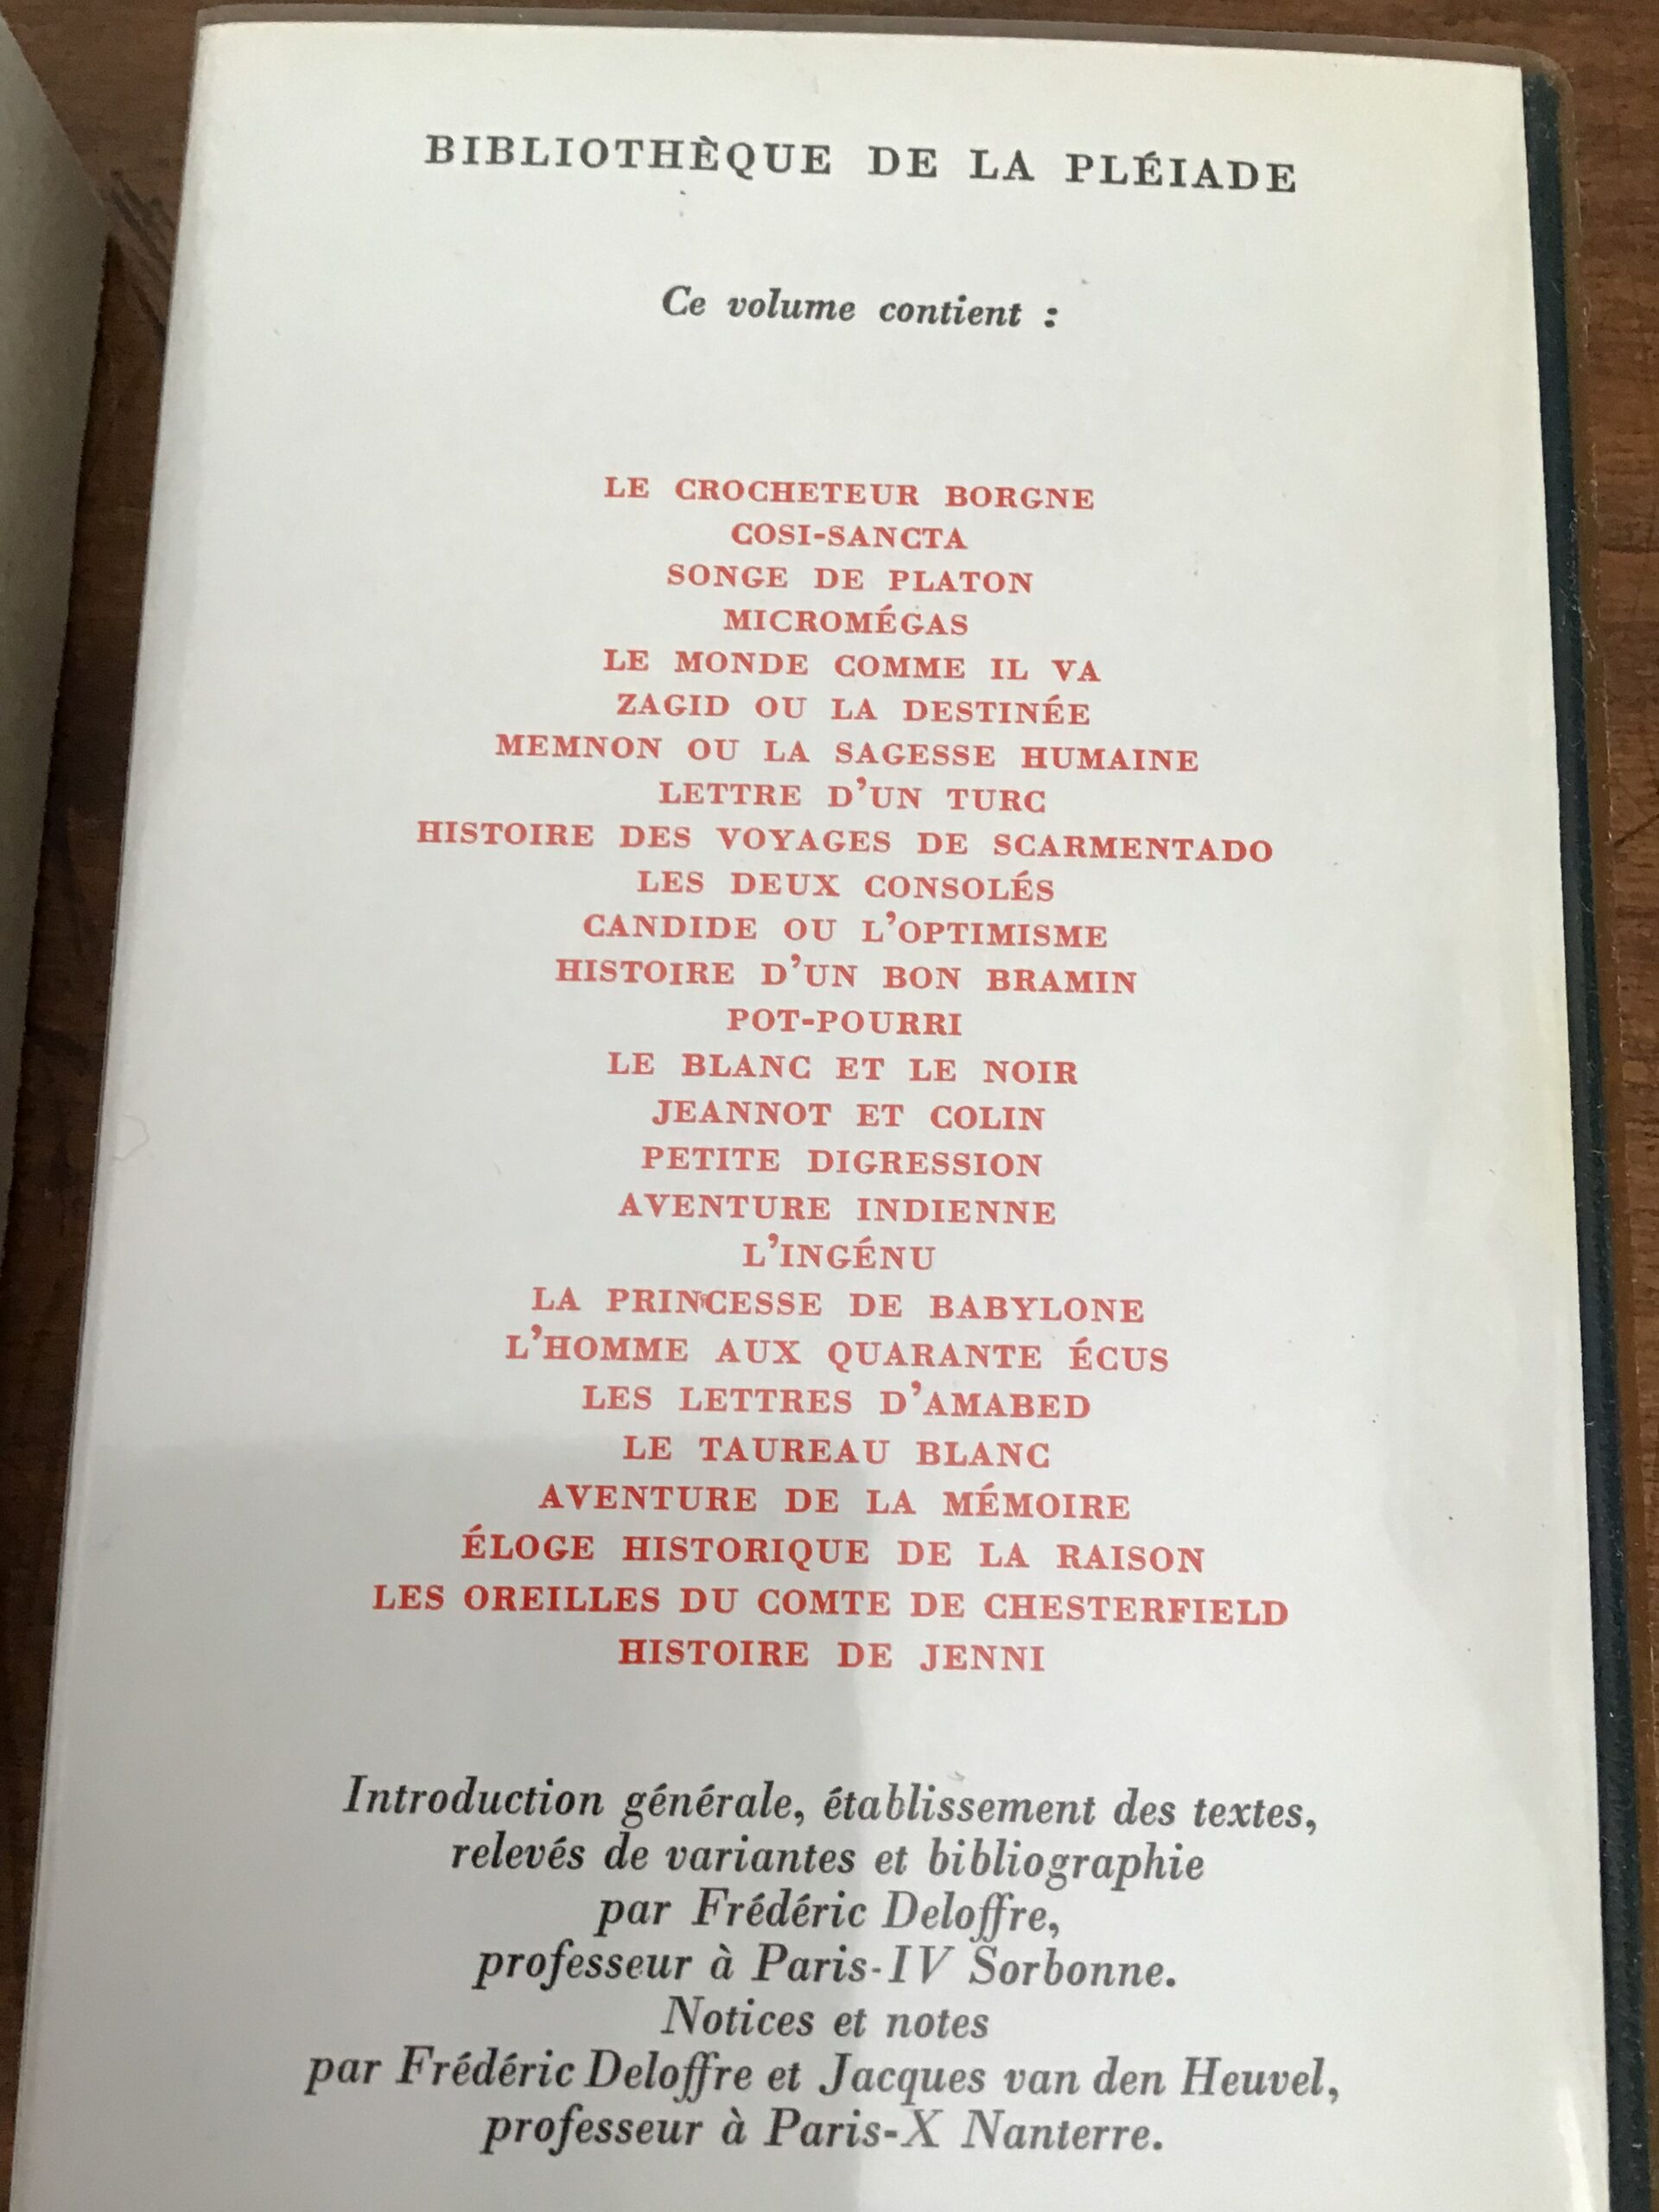 BIBLIOTHÈQUE DE LA PLÉIADE
Ce volume contient :
LE CROCHETEUR BORGNE
COSI-SANCTA
SONGE DE PLATON
MICROMÉGAS
LE MONDE COMME IL VA
ZAGID OU LA DESTINÉE
MEMNON OU LA SAGESSE HUMAINE
LETTRE D'UN TURC
HISTOIRE DES VOYAGES DE SCARMENTADO
LES DEUX CONSOLÉS
CANDIDE OU L'OPTIMISME
HISTOIRE D'UN BON BRAMIN
POT-POURRI
LE BLANC ET LE NOIR
JEANNOT ET COLIN
PETITE DIGRESSION
AVENTURE INDIENNE
L'INGÉNU
LA PRINCESSE DE BABYLONE
L'HOMME AUX QUARANTE ÉCUS
LES LETTRES D'AMABED
LE TAUREAU BLANC
AVENTURE DE LA MÉMOIRE
ÉLOGE HISTORIQUE DE LA RAISON
LES OREILLES DU COMTE DE CHESTERFIELD
HISTOIRE DE JENNI
Introduction générale, établissement des textes,
relevés de variantes et bibliographie
par Frédéric Deloffre,
professeur à Paris-IV Sorbonne.
Notices et notes
par Frédéric Deloffre et Jacques van den Heuvel,
professeur à Paris-X Nanterre.